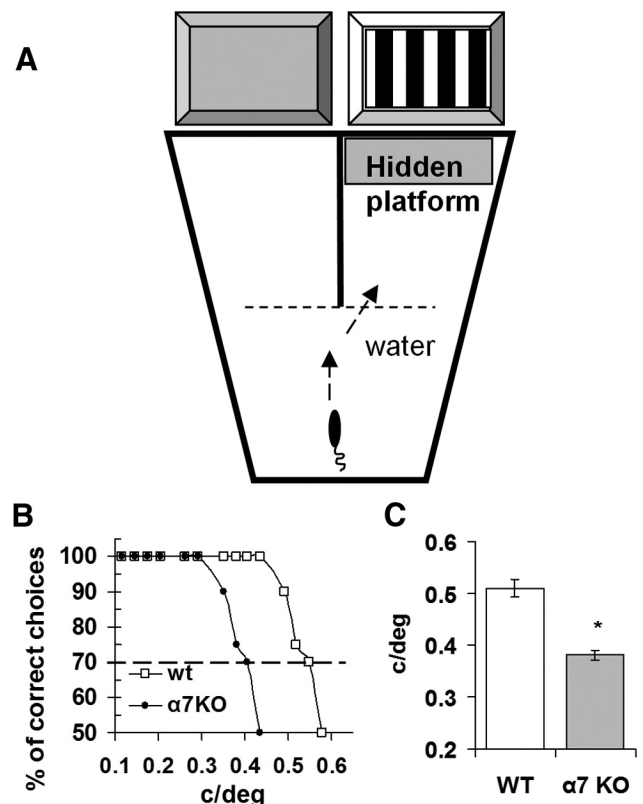 A
Hidden
platform
water
B
% of correct choices
100
90
80
70
60
50
wt
α7KO
0.1 0.2 0.3 0.4 0.5 0.6
c/deg
C
c/deg
0.6
0.5
0.4
0.3
0.2
*
WT α7 KO